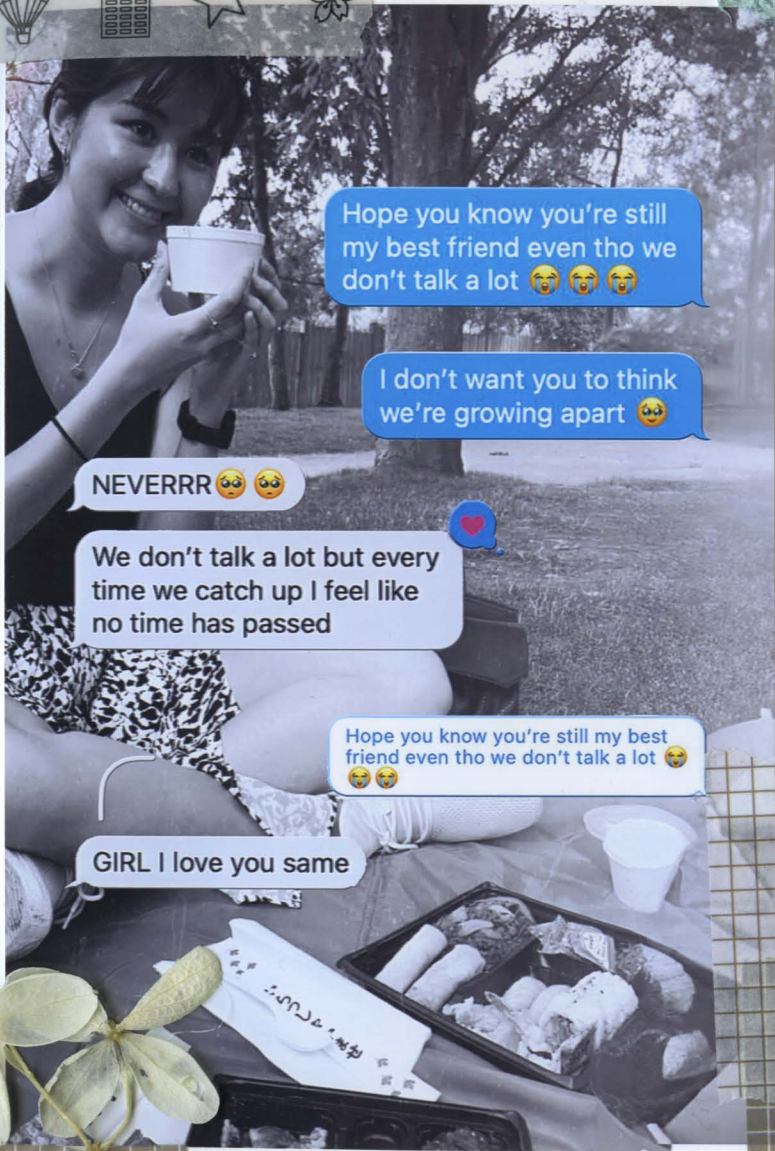 Hope you know you're still
my best friend even tho we
don't talk a lot 😭😭😭
I don't want you to think
we're growing apart 🥹
NEVERRR🥺🥺
We don't talk a lot but every
time we catch up I feel like
no time has passed
Hope you know you're still my best
friend even tho we don't talk a lot 😭
😭😭
GIRL I love you same